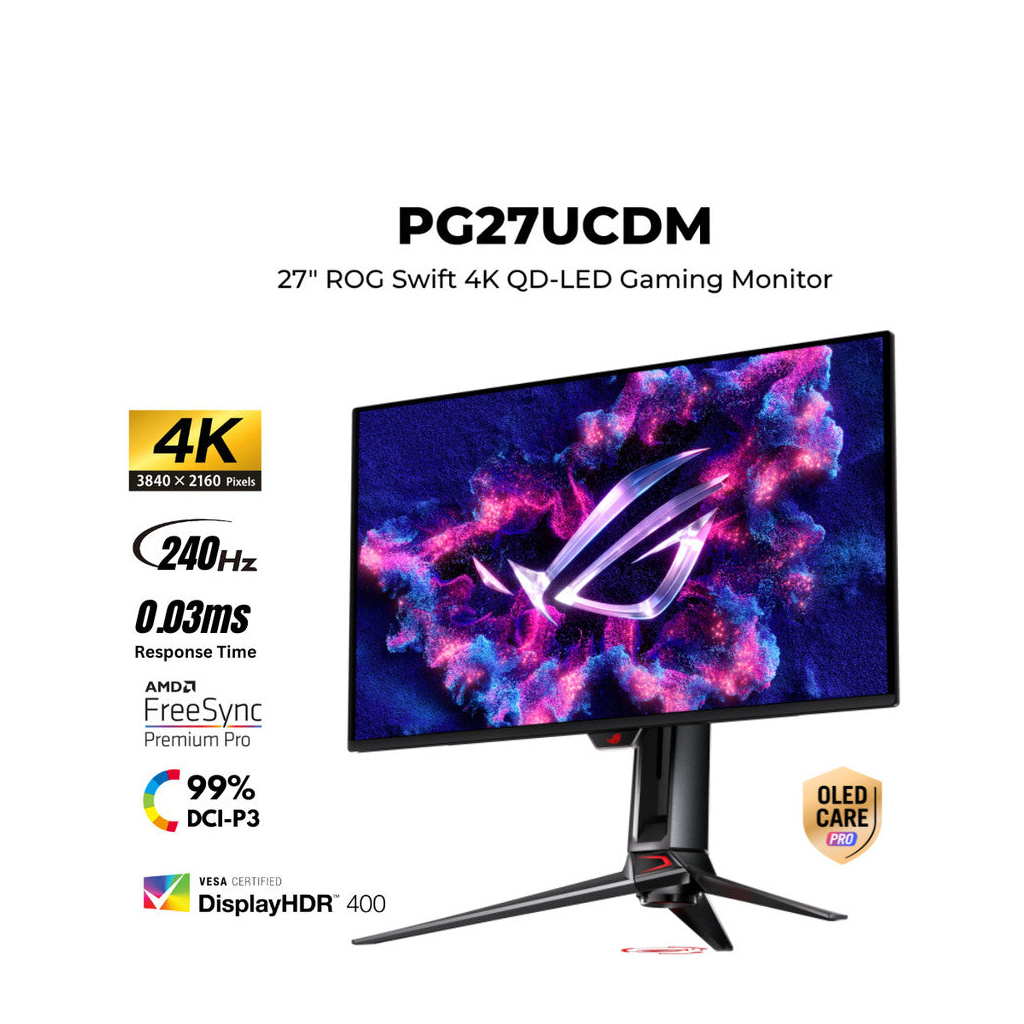 PG27UCDM
27" ROG Swift 4K QD-LED Gaming Monitor
4K
3840 × 2160 Pixels
240Hz
0.03ms
Response Time
AMD
FreeSync
Premium Pro
99%
DCI-P3
VESA CERTIFIED
DisplayHDR™ 400
OLED
CARE
PRO